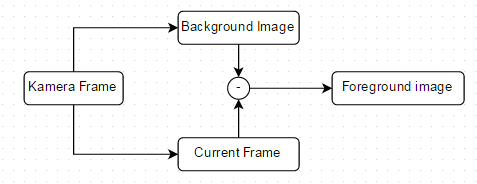 Background Image
Kamera Frame
-
Foreground image
Current Frame